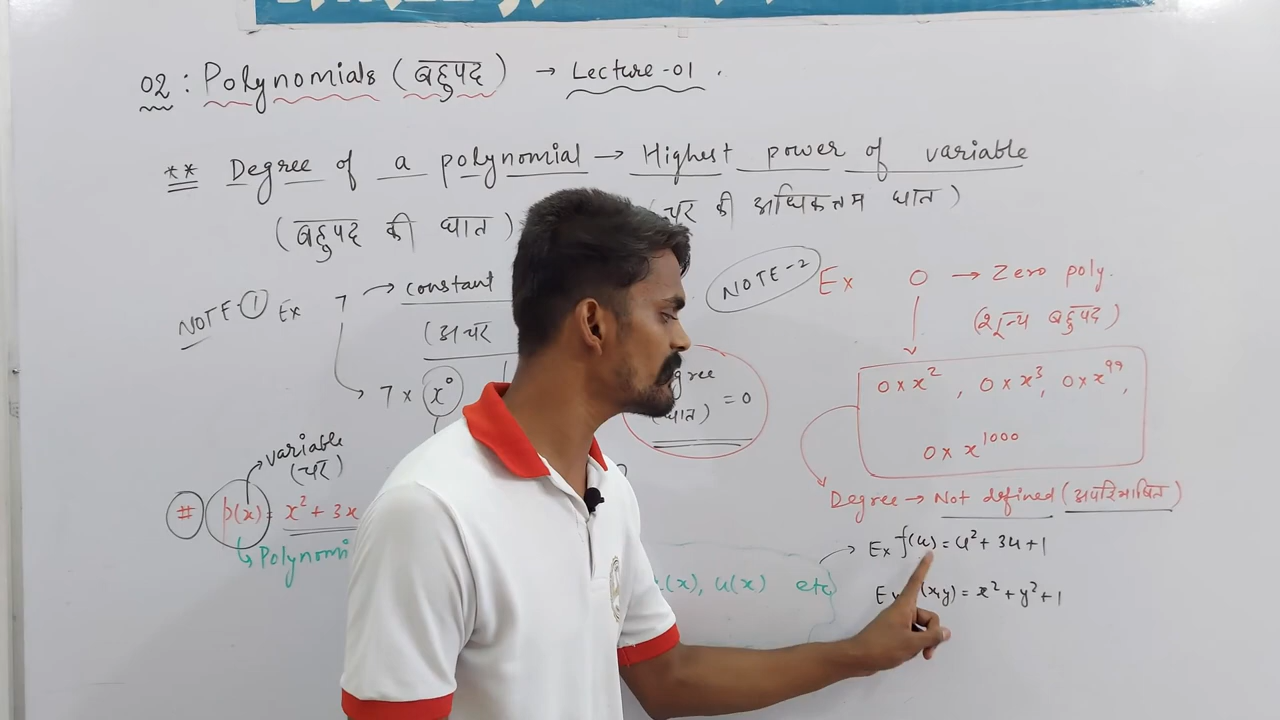 02 : Polynomials (बहुपद) → Lecture-01.
** Degree of a polynomial → Highest power of variable
(बहुपद की घात) चर की अधिकतम घात)
NOTE-① Ex 7 → constant
(अचर
7 × x⁰
degree
(घात) = 0
NOTE-2 Ex 0 → Zero poly.
(शून्य बहुपद)
0 × x², 0 × x³, 0 × x⁹⁹,
0 × x¹⁰⁰⁰
Degree → Not defined (अपरिभाषित)
variable
(चर)
# p(x) = x² + 3x
Polynomi
(x), u(x) etc
Ex f(u) = u² + 3u + 1
Ex (x,y) = x² + y² + 1